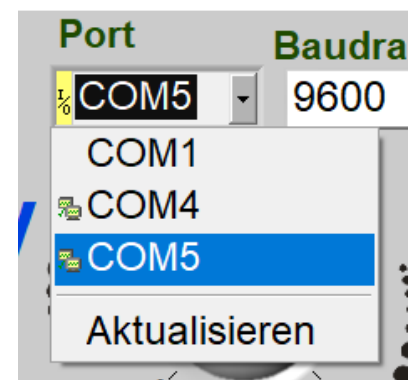 Port
Baudra
I/O COM5 9600
COM1
COM4
COM5
Aktualisieren